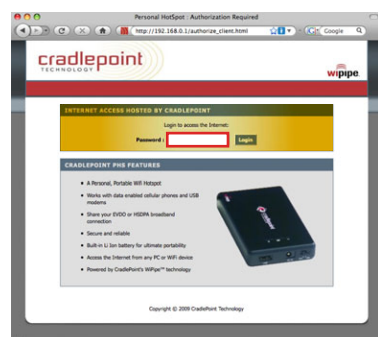 Personal HotSpot : Authorization Required
http://192.168.0.1/authorize_client.html
Google
cradlepoint
TECHNOLOGY
wipipe.
INTERNET ACCESS HOSTED BY CRADLEPOINT
Login to access the Internet:
Password :
Login
CRADLEPOINT PHS FEATURES
• A Personal, Portable Wifi Hotspot
• Works with data enabled cellular phones and USB
modems
• Share your EVDO or HSDPA broadband
connection
• Secure and reliable
• Built-in Li Ion battery for ultimate portability
• Access the Internet from any PC or WiFi device
• Powered by CradlePoint's WiPipe™ technology
Copyright © 2009 CradlePoint Technology